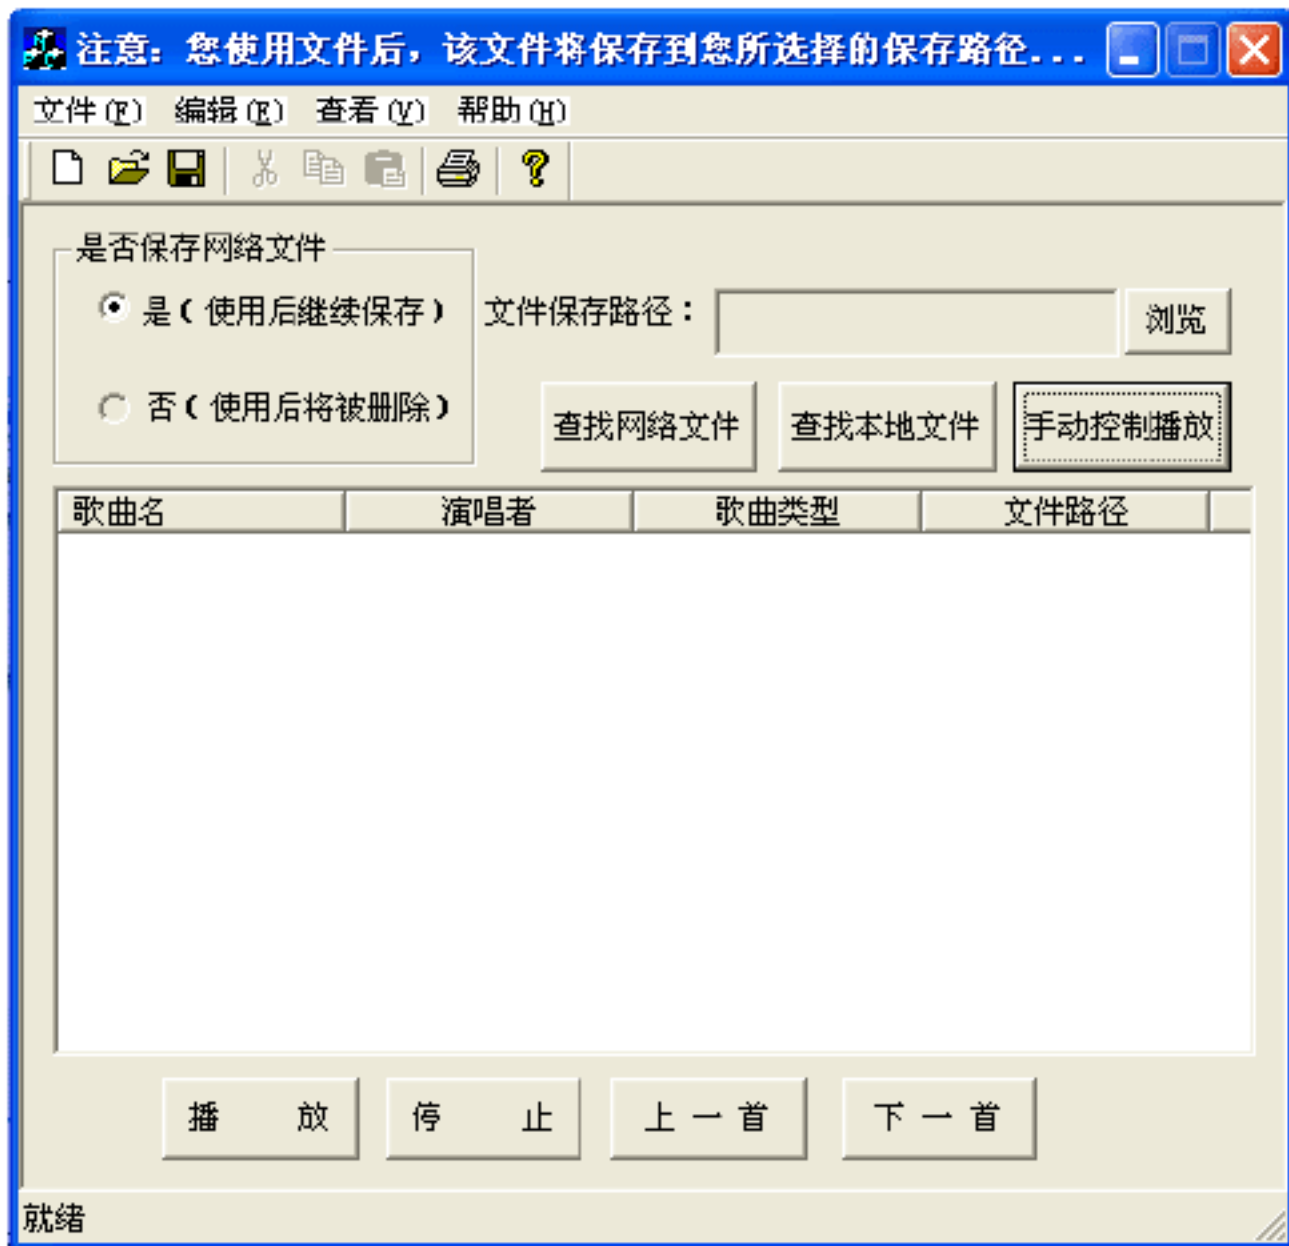 注意：您使用文件后，该文件将保存到您所选择的保存路径...
文件(F) 编辑(E) 查看(V) 帮助(H)
是否保存网络文件
是(使用后继续保存) 文件保存路径： 浏览
否(使用后将被删除) 查找网络文件 查找本地文件 手动控制播放
歌曲名 演唱者 歌曲类型 文件路径
播 放 停 止 上一首 下一首
就绪